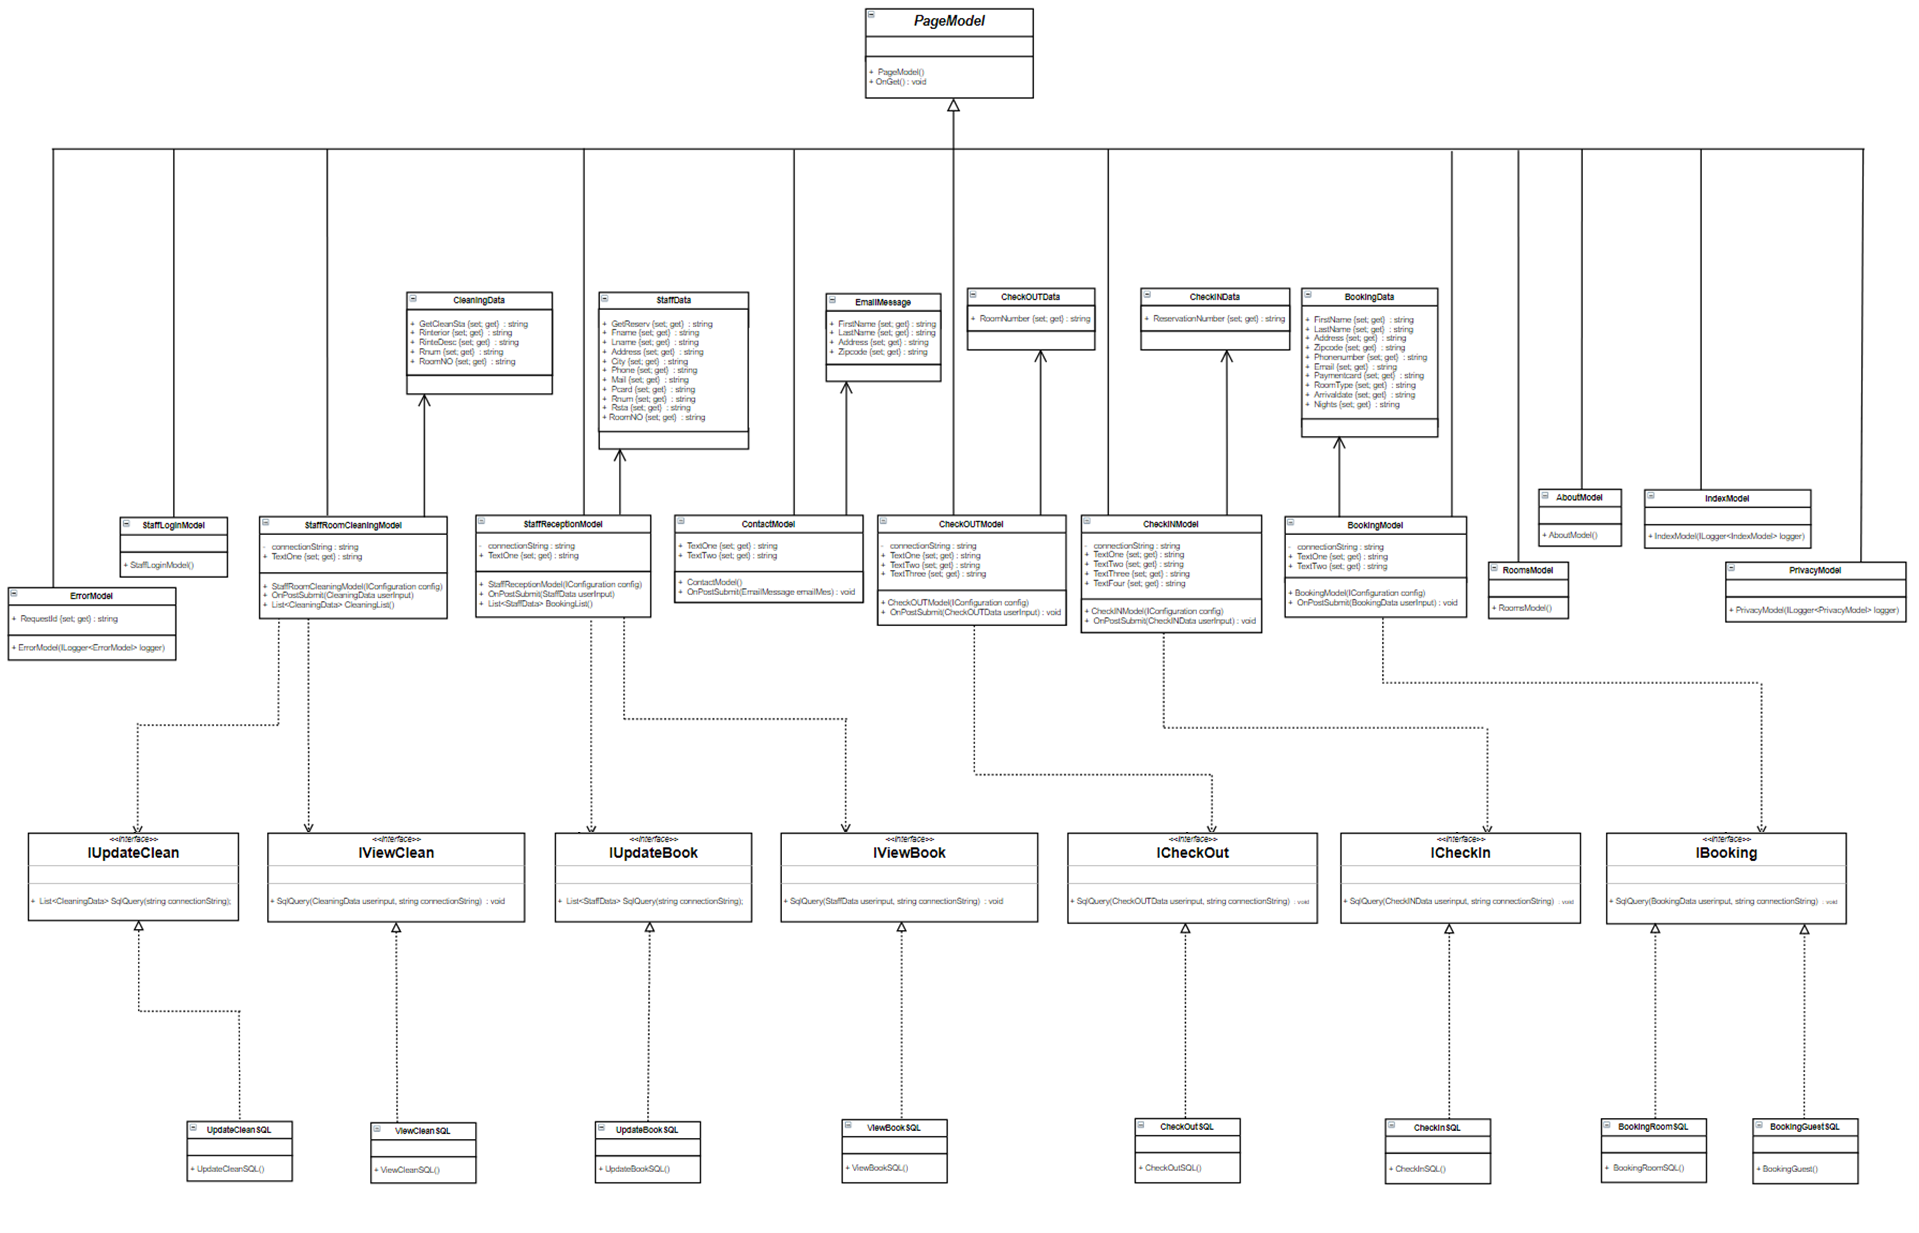 PageModel
+ PageModel()
+ OnGet() : void
CleaningData
+ GetCleanSta {set; get} : string
+ Rinterior {set; get} : string
+ RinteDesc {set; get} : string
+ Rnum {set; get} : string
+ RoomNO {set; get} : string
StaffData
+ GetReserv {set; get} : string
+ Fname {set; get} : string
+ Lname {set; get} : string
+ Address {set; get} : string
+ City {set; get} : string
+ Phone {set; get} : string
+ Mail {set; get} : string
+ Pcard {set; get} : string
+ Rnum {set; get} : string
+ Rsta {set; get} : string
+ RoomNO {set; get} : string
EmailMessage
+ FirstName {set; get} : string
+ LastName {set; get} : string
+ Address {set; get} : string
+ Zipcode {set; get} : string
CheckOUTData
+ RoomNumber {set; get} : string
CheckINData
+ ReservationNumber {set; get} : string
BookingData
+ FirstName {set; get} : string
+ LastName {set; get} : string
+ Address {set; get} : string
+ Zipcode {set; get} : string
+ Phonenumber {set; get} : string
+ Email {set; get} : string
+ Paymentcard {set; get} : string
+ RoomType {set; get} : string
+ Arrivaldate {set; get} : string
+ Nights {set; get} : string
ErrorModel
+ RequestId {set; get} : string
+ ErrorModel(ILogger<ErrorModel> logger)
StaffLoginModel
+ StaffLoginModel()
StaffRoomCleaningModel
- connectionString : string
+ TextOne {set; get} : string
+ StaffRoomCleaningModel(IConfiguration config)
+ OnPostSubmit(CleaningData userInput)
+ List<CleaningData> CleaningList()
StaffReceptionModel
- connectionString : string
+ TextOne {set; get} : string
+ StaffReceptionModel(IConfiguration config)
+ OnPostSubmit(StaffData userInput)
+ List<StaffData> BookingList()
ContactModel
+ TextOne {set; get} : string
+ TextTwo {set; get} : string
+ ContactModel()
+ OnPostSubmit(EmailMessage emailMes) : void
CheckOUTModel
- connectionString : string
+ TextOne {set; get} : string
+ TextTwo {set; get} : string
+ TextThree {set; get} : string
+ CheckOUTModel(IConfiguration config)
+ OnPostSubmit(CheckOUTData userInput) : void
CheckINModel
- connectionString : string
+ TextOne {set; get} : string
+ TextTwo {set; get} : string
+ TextThree {set; get} : string
+ TextFour {set; get} : string
+ CheckINModel(IConfiguration config)
+ OnPostSubmit(CheckINData userInput) : void
BookingModel
- connectionString : string
+ TextOne {set; get} : string
+ TextTwo {set; get} : string
+ BookingModel(IConfiguration config)
+ OnPostSubmit(BookingData userInput) : void
RoomsModel
+ RoomsModel()
AboutModel
+ AboutModel()
IndexModel
+ IndexModel(ILogger<IndexModel> logger)
PrivacyModel
+ PrivacyModel(ILogger<PrivacyModel> logger)
<<interface>>
IUpdateClean
+ List<CleaningData> SqlQuery(string connectionString);
<<interface>>
IViewClean
+ SqlQuery(CleaningData userinput, string connectionString) : void
<<interface>>
IUpdateBook
+ List<StaffData> SqlQuery(string connectionString);
<<interface>>
IViewBook
+ SqlQuery(StaffData userinput, string connectionString) : void
<<interface>>
ICheckOut
+ SqlQuery(CheckOUTData userinput, string connectionString) : void
<<interface>>
ICheckIn
+ SqlQuery(CheckINData userinput, string connectionString) : void
<<interface>>
IBooking
+ SqlQuery(BookingData userinput, string connectionString) : void
UpdateCleanSQL
+ UpdateCleanSQL()
ViewCleanSQL
+ ViewCleanSQL()
UpdateBookSQL
+ UpdateBookSQL()
ViewBookSQL
+ ViewBookSQL()
CheckOutSQL
+ CheckOutSQL()
CheckInSQL
+ CheckInSQL()
BookingRoomSQL
+ BookingRoomSQL()
BookingGuestSQL
+ BookingGuest()